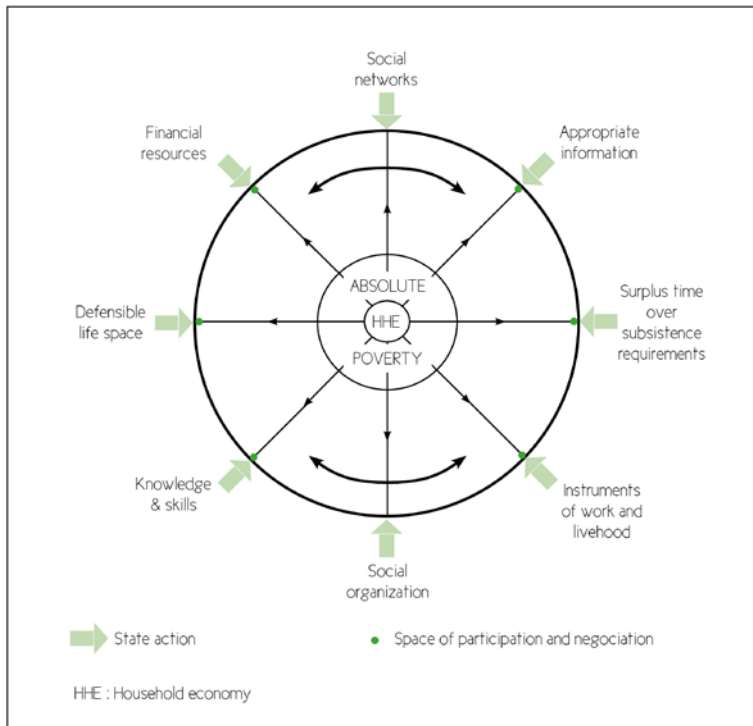 Social
networks
Financial
resources
Appropriate
information
ABSOLUTE
HHE
POVERTY
Defensible
life space
Surplus time
over
subsistence
requirements
Knowledge
& skills
Instruments
of work and
livehood
Social
organization
State action
Space of participation and negociation
HHE : Household economy